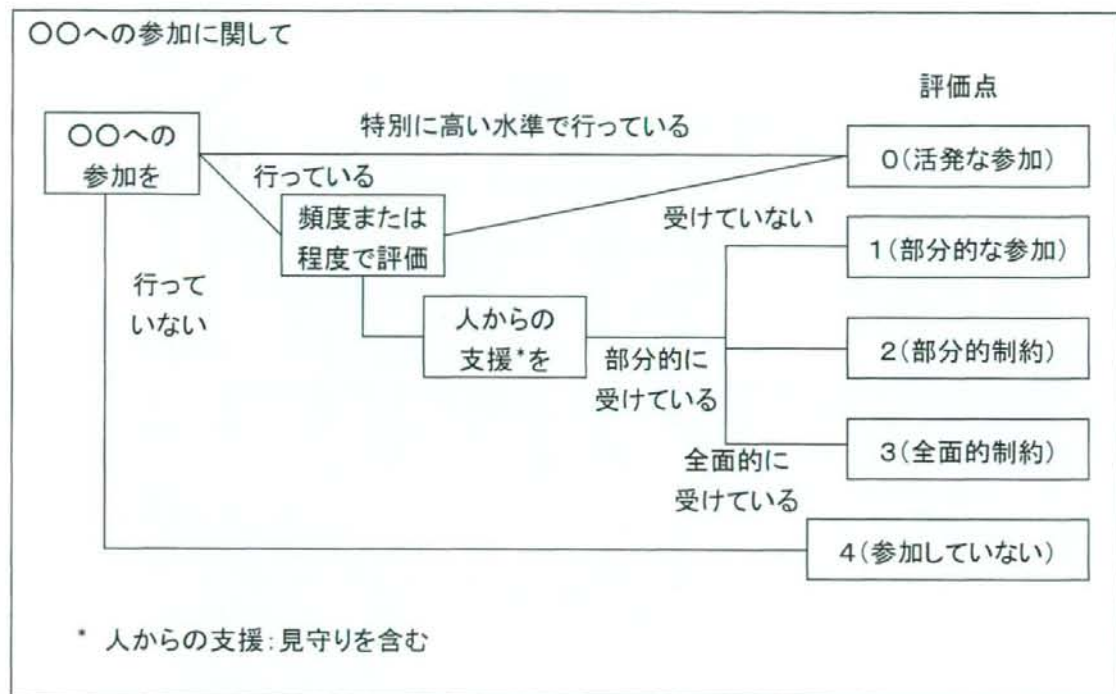 〇〇への参加に関して
評価点
〇〇への
参加を
特別に高い水準で行っている
0(活発な参加)
行っている
頻度または
程度で評価
受けていない
1(部分的な参加)
行って
いない
人からの
支援*を
部分的に
受けている
2(部分的制約)
全面的に
受けている
3(全面的制約)
4(参加していない)
* 人からの支援:見守りを含む